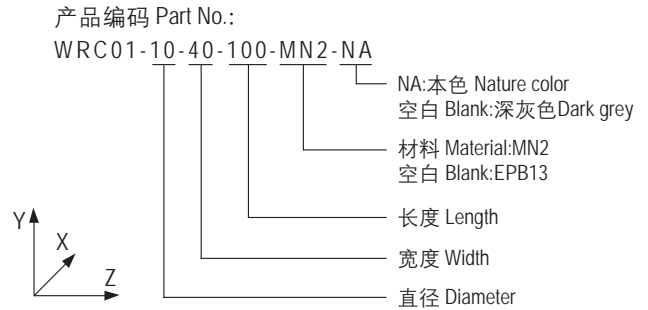 产品编码 Part No.:
WRC01-10-40-100-MN2-NA
NA:本色 Nature color
空白 Blank:深灰色Dark grey
材料 Material:MN2
空白 Blank:EPB13
长度 Length
宽度 Width
直径 Diameter
Y
X
Z